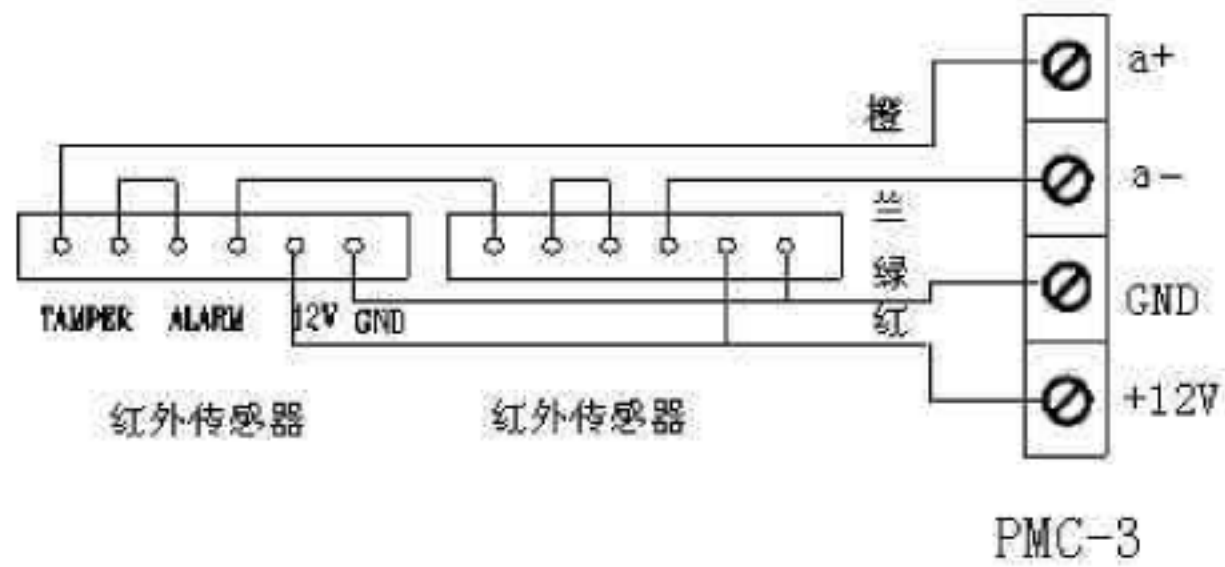 a+
橙
a-
兰
绿
GND
红
TAMPER ALARM 12V GND
+12V
红外传感器 红外传感器
PMC-3